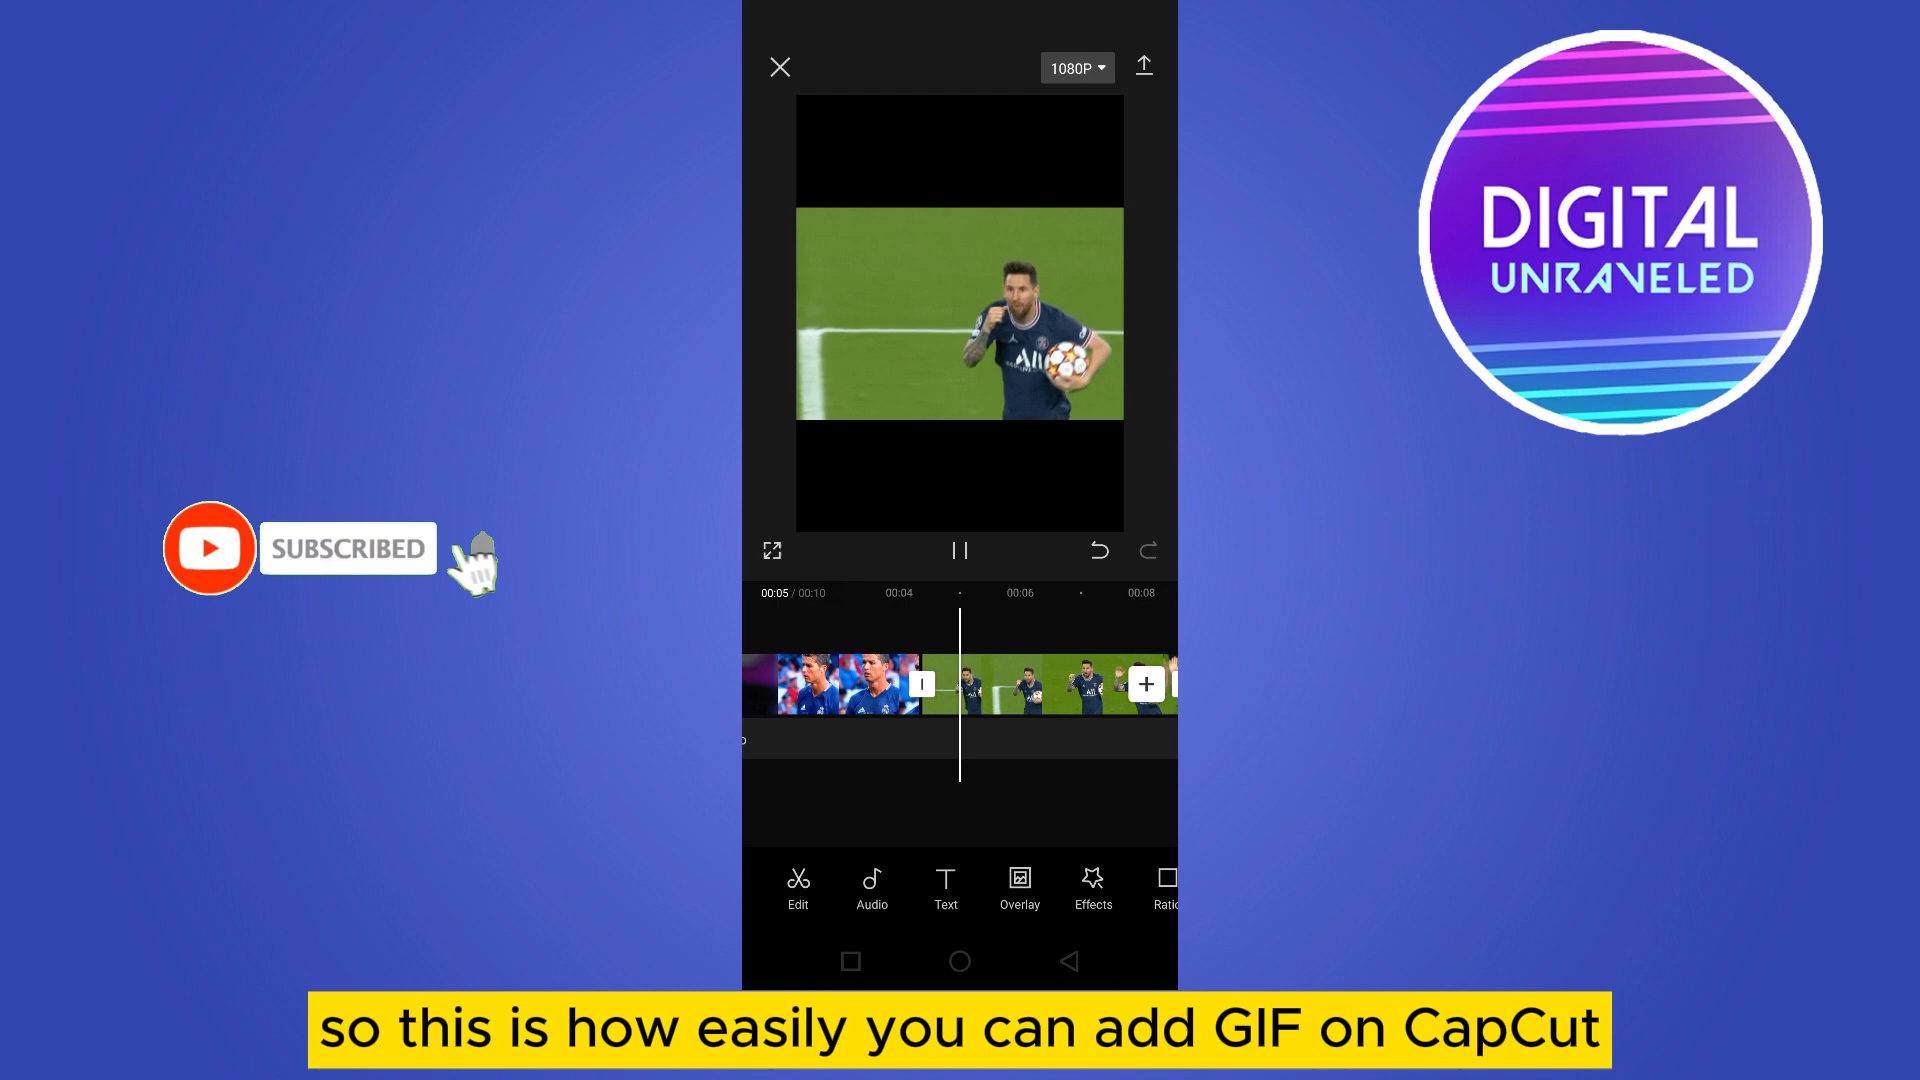 1080P
DIGITAL
UNRAVELED
SUBSCRIBED
00:05 / 00:10
00:04
00:06
00:08
Edit
Audio
Text
Overlay
Effects
Ratio
so this is how easily you can add GIF on CapCut